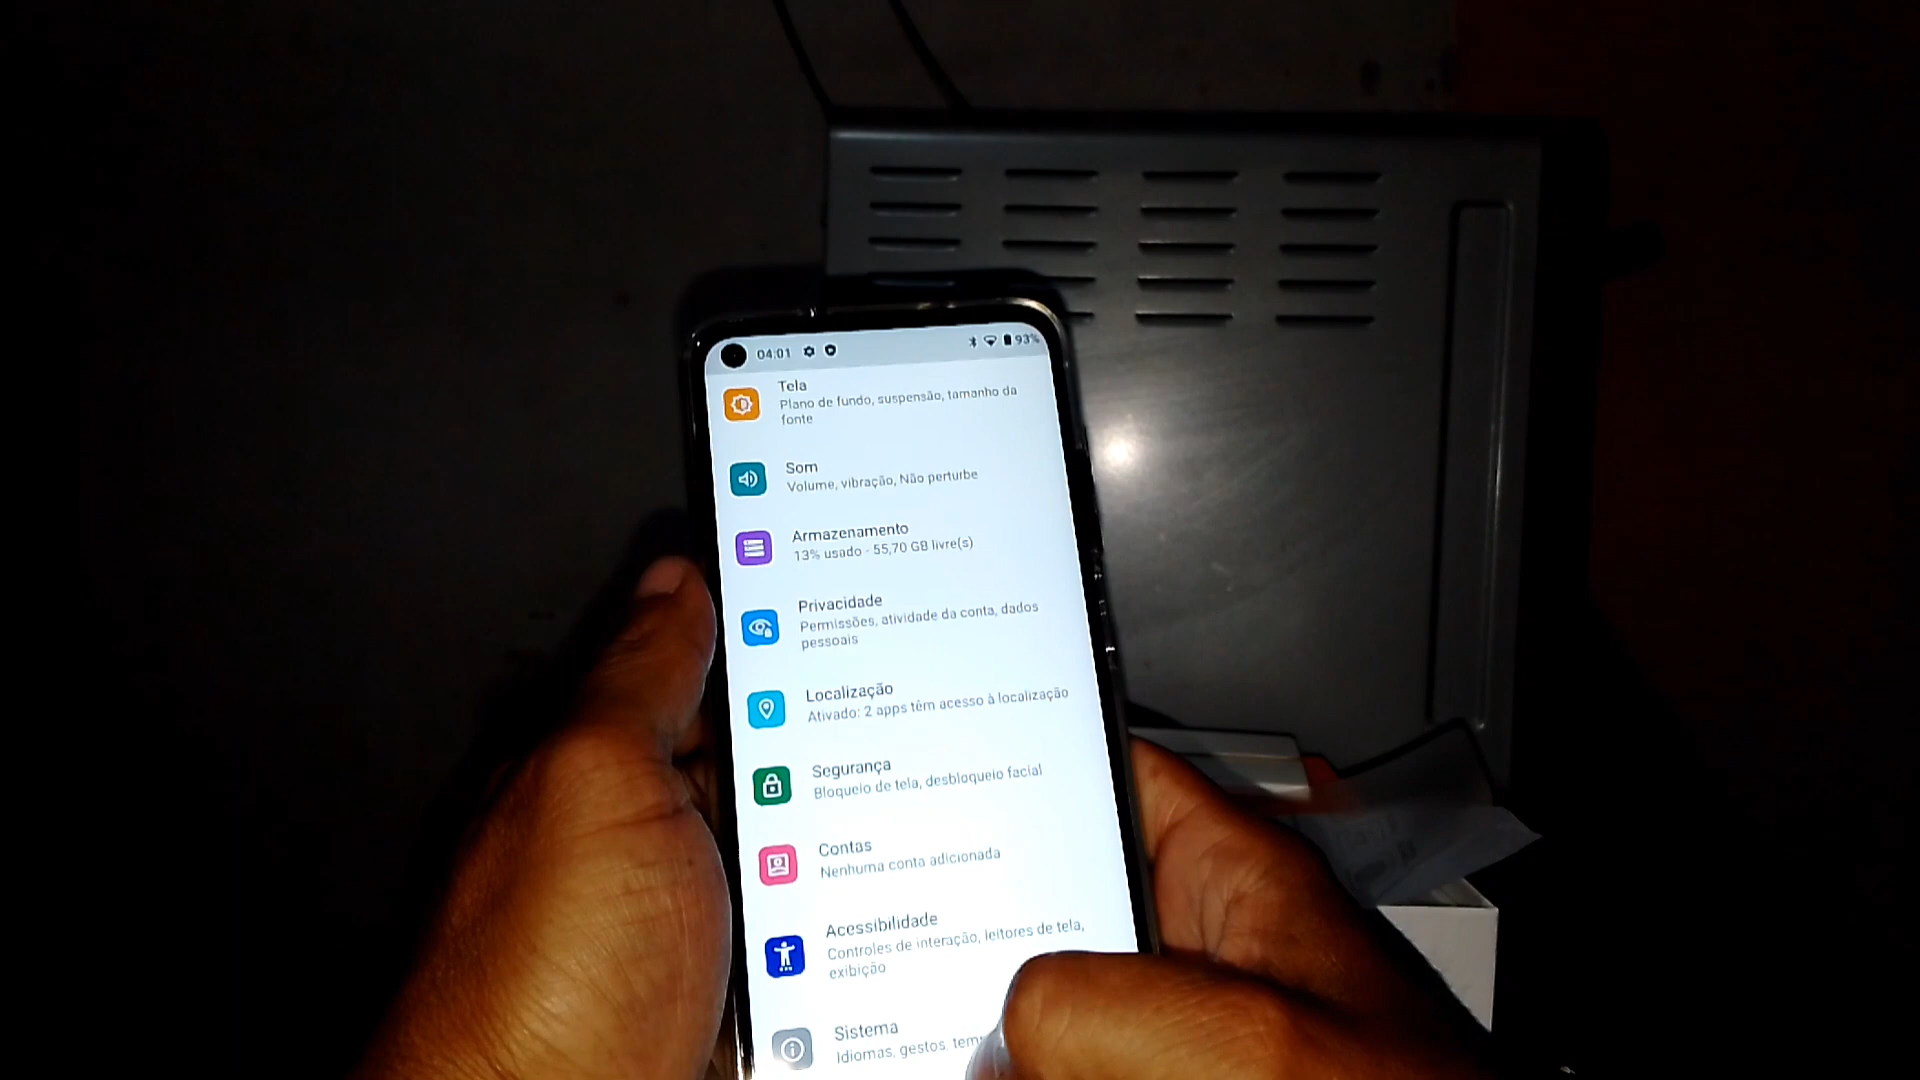 04:01
93%
Tela
Plano de fundo, suspensão, tamanho da
fonte
Som
Volume, vibração, Não perturbe
Armazenamento
13% usado - 55,70 GB livre(s)
Privacidade
Permissões, atividade da conta, dados
pessoais
Localização
Ativado: 2 apps têm acesso à localização
Segurança
Bloqueio de tela, desbloqueio facial
Contas
Nenhuma conta adicionada
Acessibilidade
Controles de interação, leitores de tela,
exibição
Sistema
Idiomas, gestos,